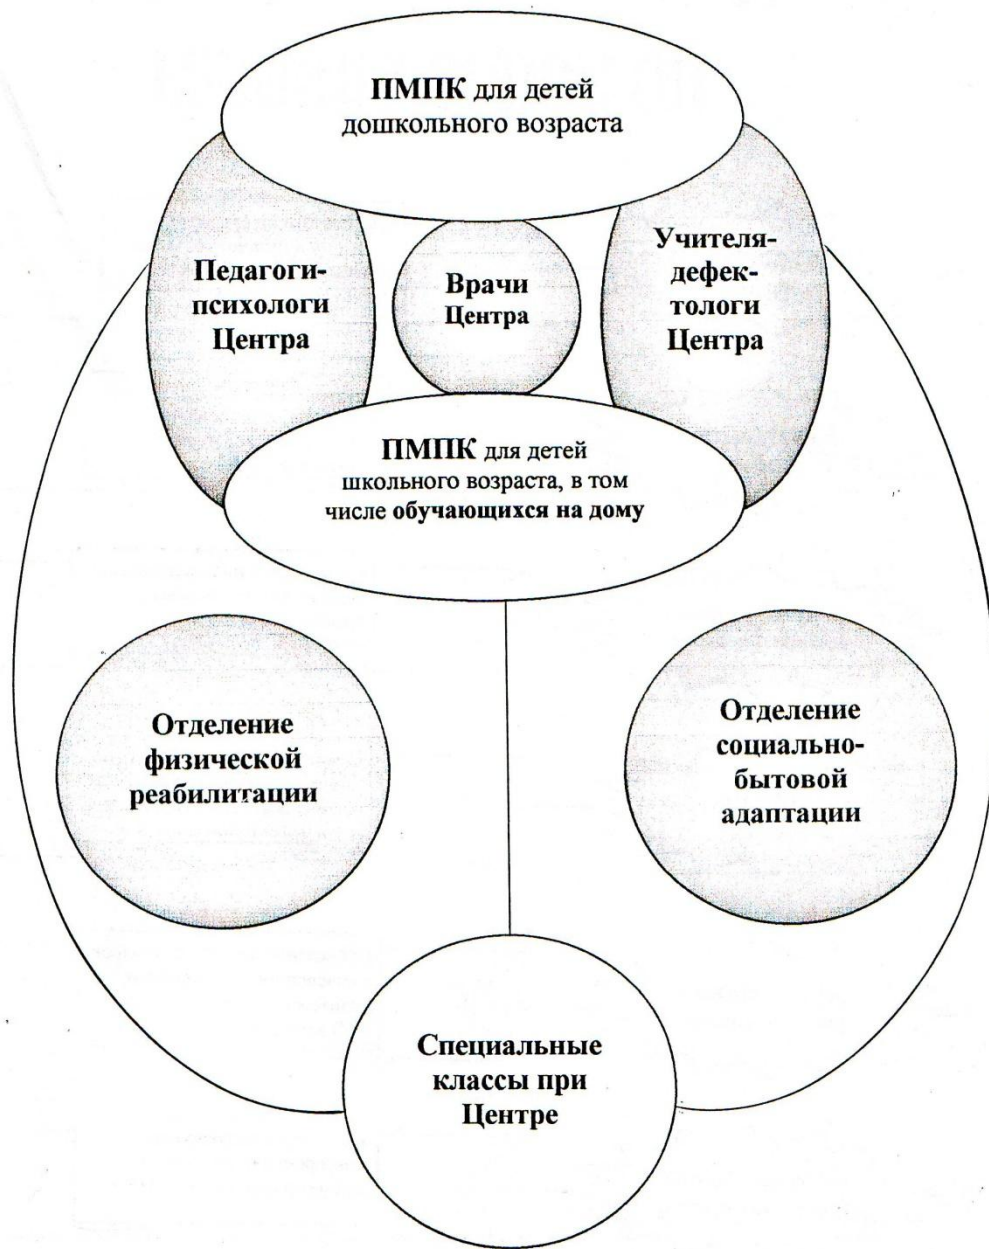 ПМПК для детей
дошкольного возраста
Педагоги-
психологи
Центра
Врачи
Центра
Учителя-
дефек-
тологи
Центра
ПМПК для детей
школьного возраста, в том
числе обучающихся на дому
Отделение
физической
реабилитации
Отделение
социально-
бытовой
адаптации
Специальные
классы при
Центре